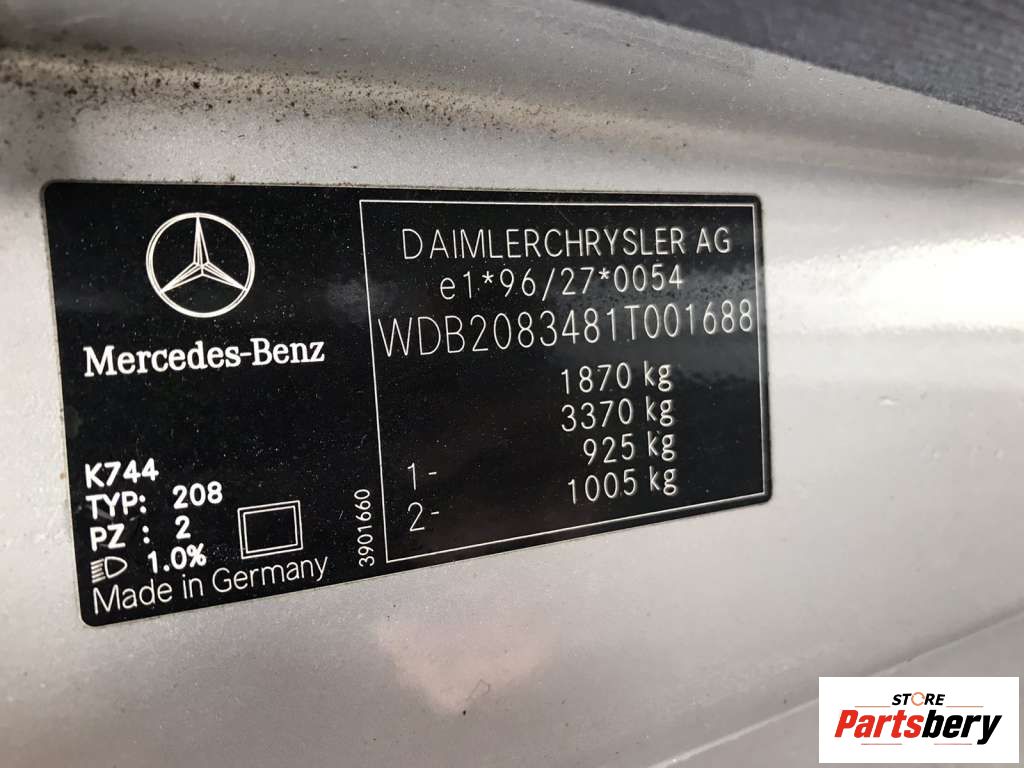 Mercedes-Benz
K744
TYP: 208
PZ : 2
1.0%
Made in Germany
3901660
DAIMLERCHRYSLER AG
e1*96/27*0054
WDB2083481T001688
1870 kg
3370 kg
1- 925 kg
2- 1005 kg
STORE
Partsbery